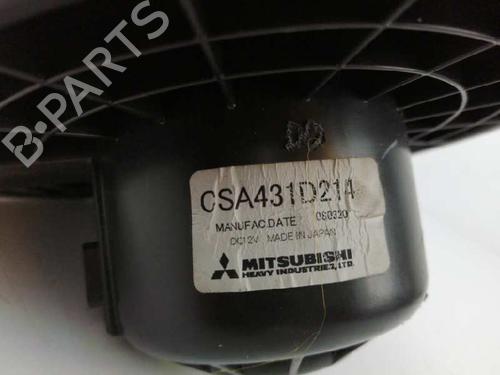 B-PARTS
CSA431D214
MANUFAC.DATE 080320
DC12V MADE IN JAPAN
MITSUBISHI
HEAVY INDUSTRIES, LTD.